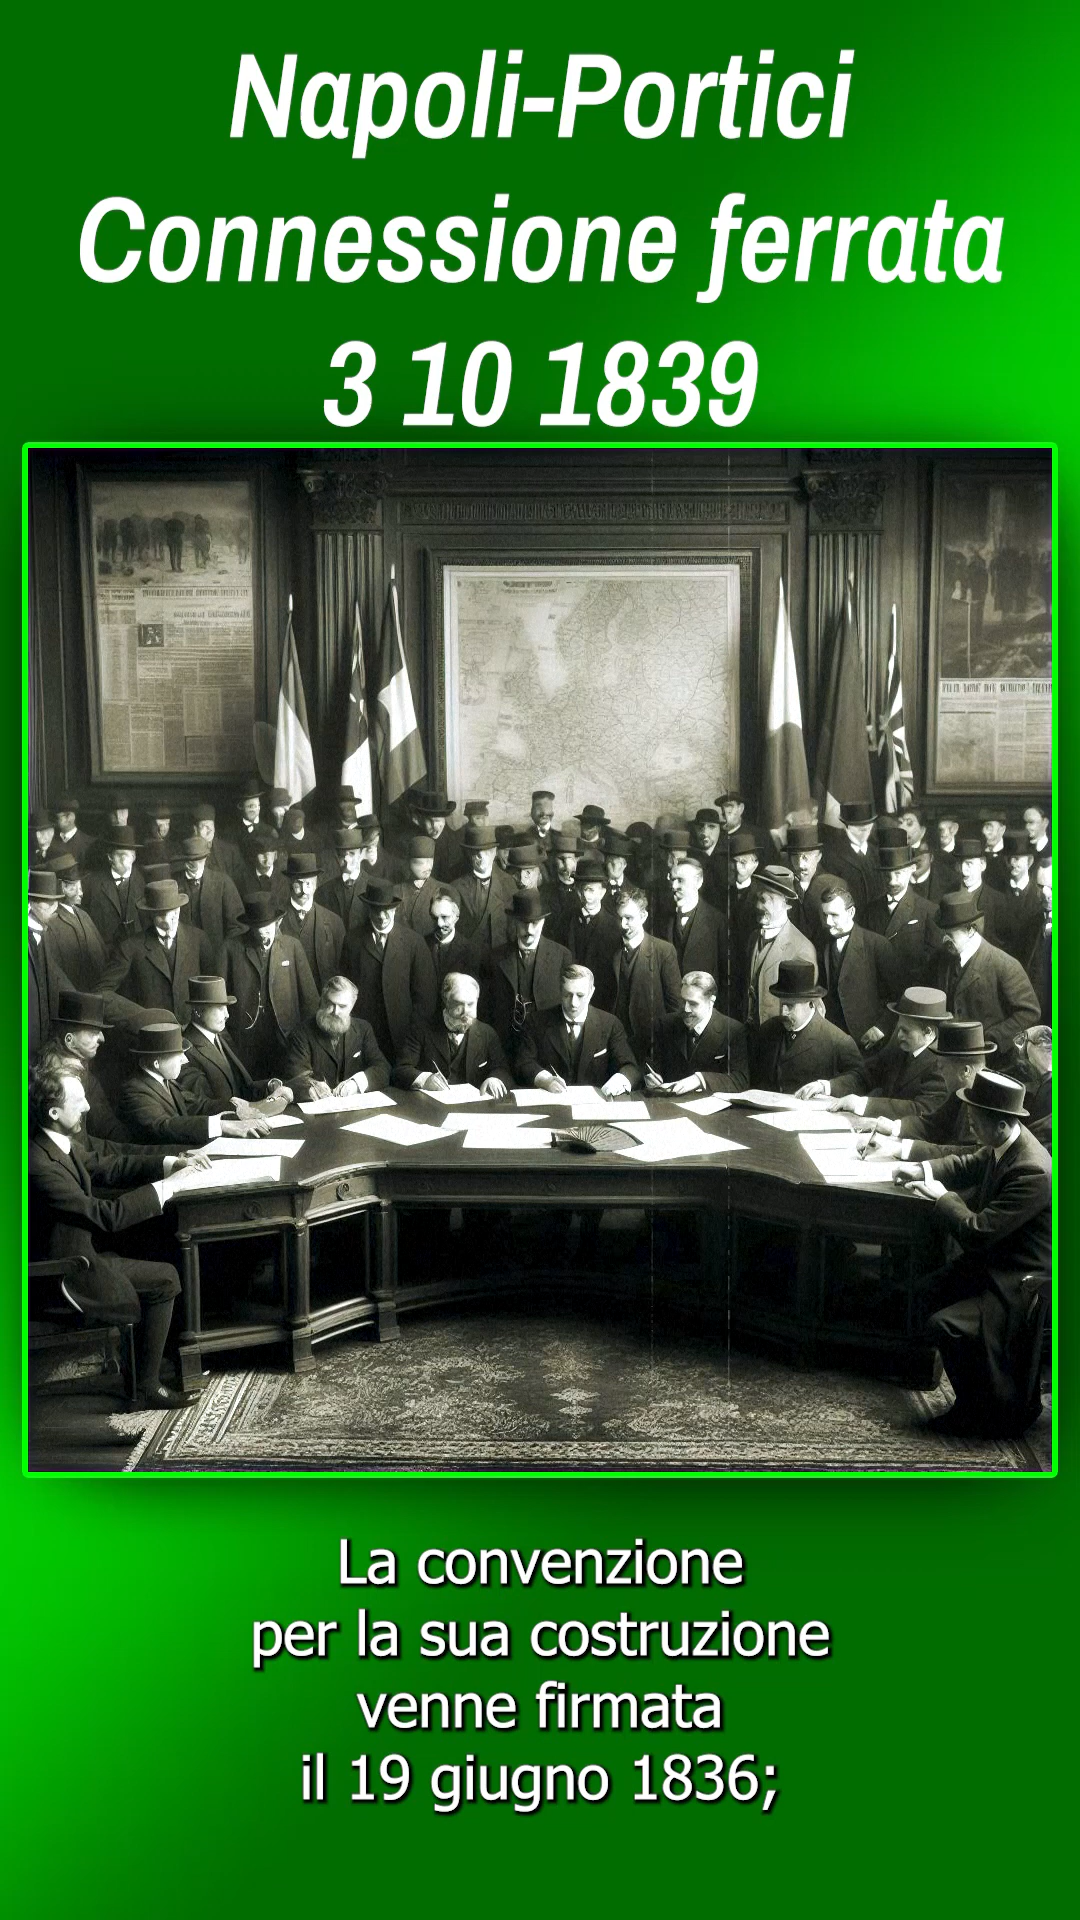 Napoli-Portici
Connessione ferrata
3 10 1839
La convenzione
per la sua costruzione
venne firmata
il 19 giugno 1836;